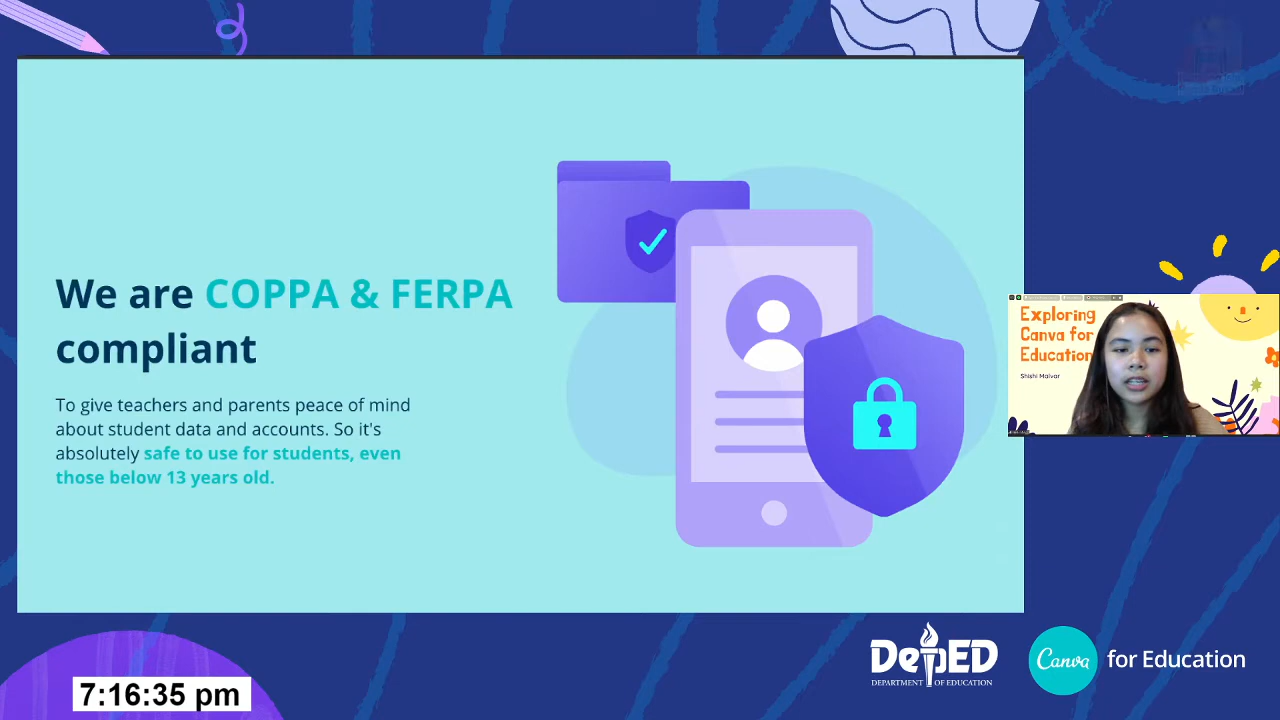 We are COPPA & FERPA
compliant
To give teachers and parents peace of mind
about student data and accounts. So it's
absolutely safe to use for students, even
those below 13 years old.
Exploring
Canva for
Education
Shishi Malvar
DepED
DEPARTMENT OF EDUCATION
Canva for Education
7:16:35 pm